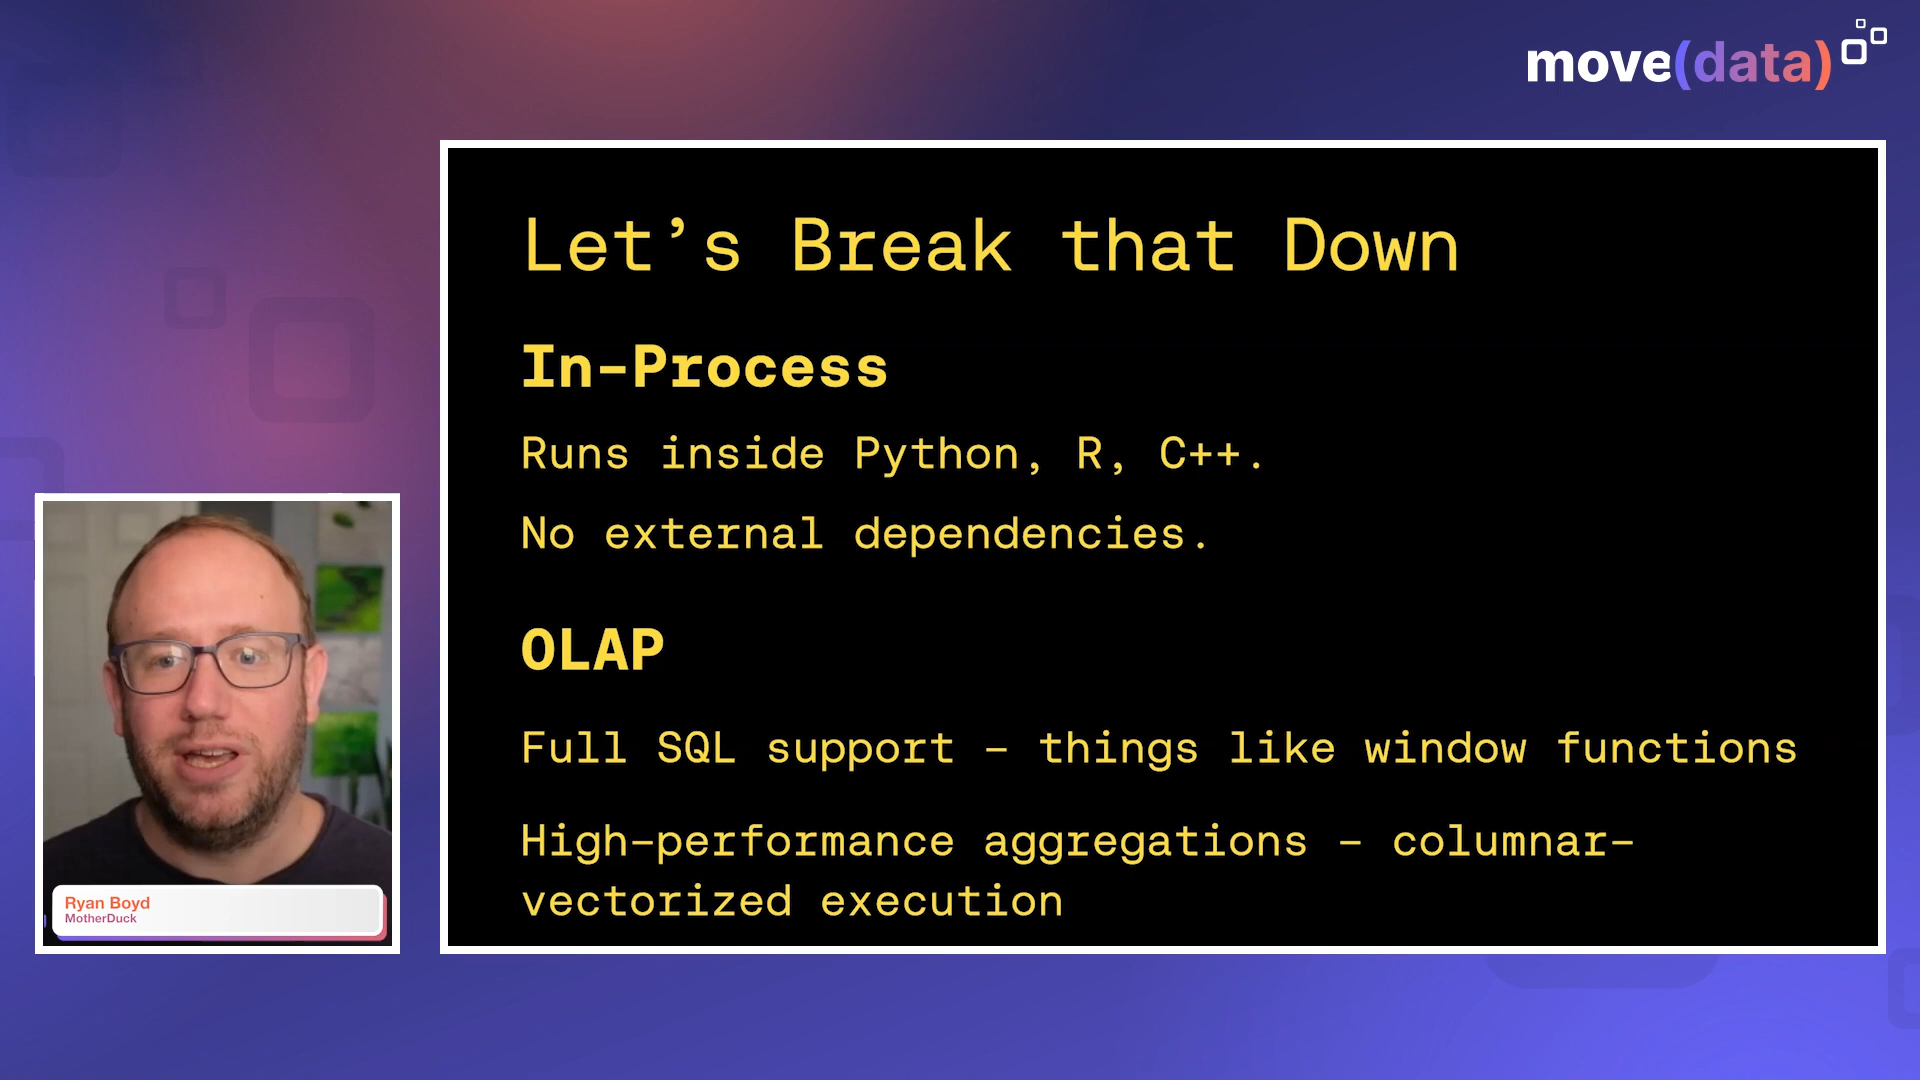 move(data)
Let’s Break that Down
In-Process
Runs inside Python, R, C++.
No external dependencies.
OLAP
Full SQL support – things like window functions
High-performance aggregations – columnar-
vectorized execution
Ryan Boyd
MotherDuck